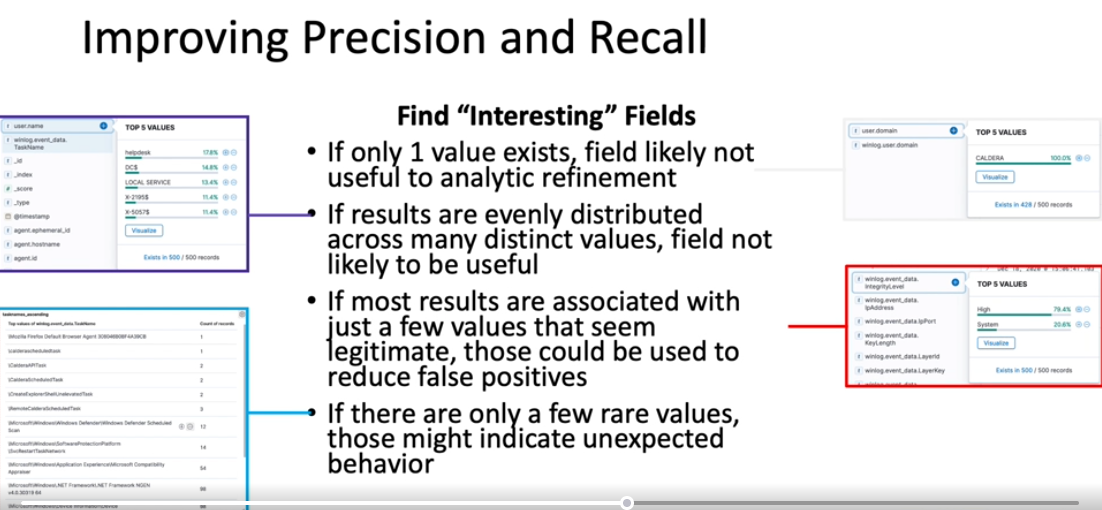 Improving Precision and Recall
Find “Interesting” Fields
• If only 1 value exists, field likely not
useful to analytic refinement
• If results are evenly distributed
across many distinct values, field not
likely to be useful
• If most results are associated with
just a few values that seem
legitimate, those could be used to
reduce false positives
• If there are only a few rare values,
those might indicate unexpected
behavior
user.name
winlog.event_data.
TaskName
_id
_index
_score
_type
@timestamp
agent.ephemeral_id
agent.hostname
agent.id
TOP 5 VALUES
helpdesk 17.8%
DC$ 14.8%
LOCAL SERVICE 13.4%
X-2195$ 11.4%
X-5057$ 11.4%
Visualize
Exists in 500 / 500 records
tasknames_ascending
Top values of winlog.event_data.TaskName Count of records
1
\calderascheduledtask 1
\CalderaAPITask 2
\CalderaScheduledTask 2
\CreateExplorerShellUnelevatedTask 2
\RemoteCalderaScheduledTask 3
\Microsoft\Windows\Windows Defender\Windows Defender Scheduled
Scan 12
\Microsoft\Windows\SoftwareProtectionPlatform
\SvcRestartTaskNetwork 14
\Microsoft\Windows\Application Experience\Microsoft Compatibility
Appraiser 54
\Microsoft\Windows\.NET Framework\.NET Framework NGEN
v4.0.30319 64
user.domain
winlog.user.domain
TOP 5 VALUES
CALDERA 100.0%
Visualize
Exists in 428 / 500 records
winlog.event_data.
IntegrityLevel
winlog.event_data.
IpAddress
winlog.event_data.IpPort
winlog.event_data.
KeyLength
winlog.event_data.LayerId
winlog.event_data.LayerKey
TOP 5 VALUES
High 79.4%
System 20.6%
Visualize
Exists in 500 / 500 records